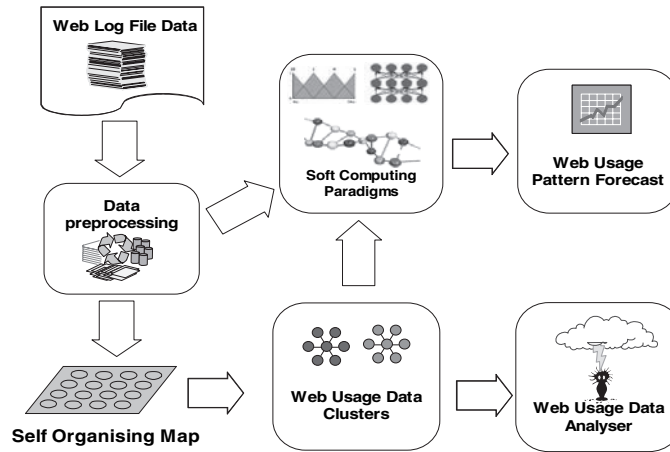 Web Log File Data
Data
preprocessing
Self Organising Map
Soft Computing
Paradigms
Web Usage Data
Clusters
Web Usage
Pattern Forecast
Web Usage Data
Analyser